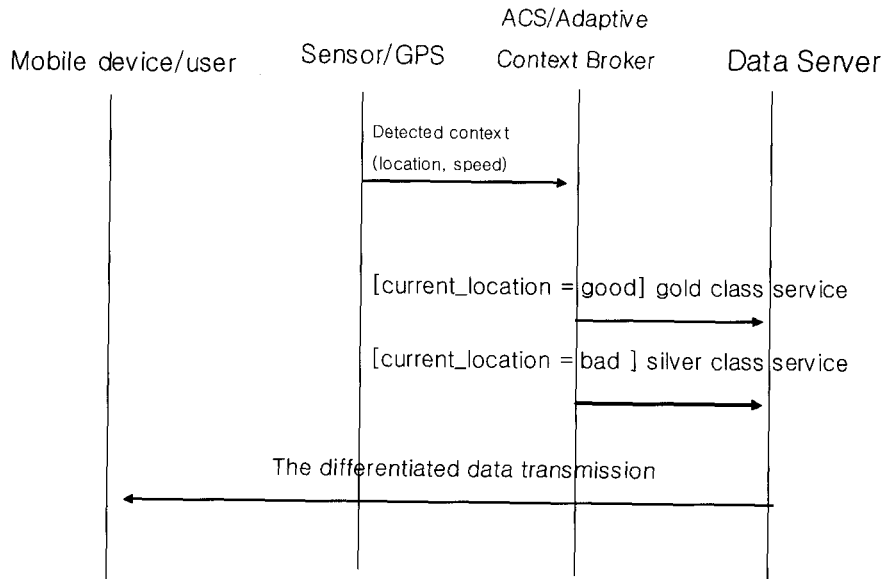 Mobile device/user
Sensor/GPS
ACS/Adaptive
Context Broker
Data Server
Detected context
(location, speed)
[current_location = good] gold class service
[current_location = bad ] silver class service
The differentiated data transmission